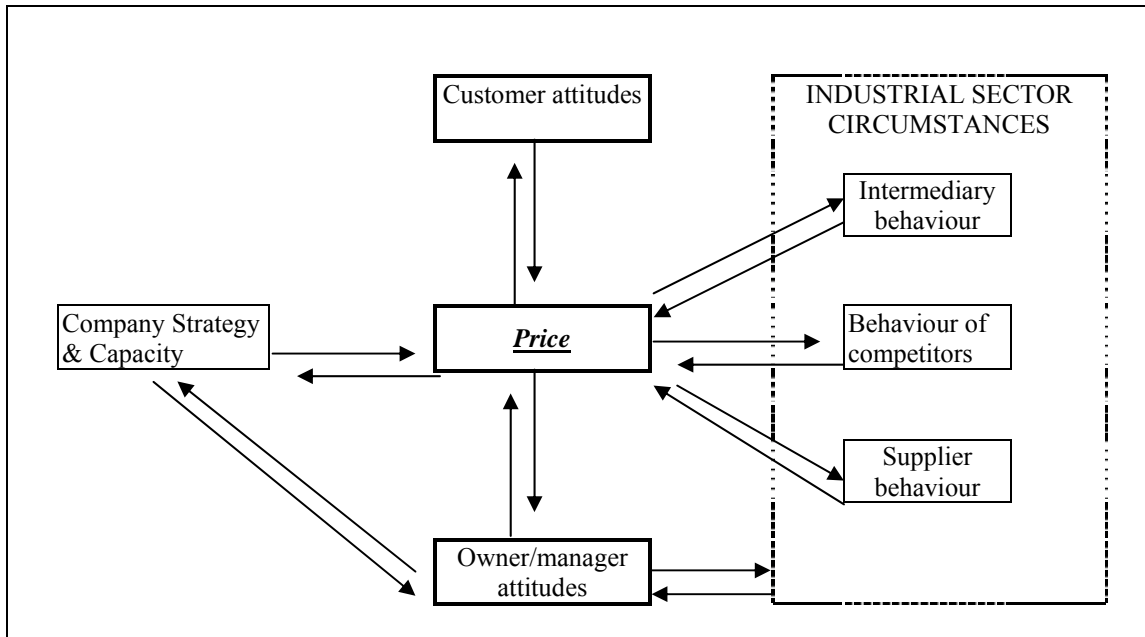 Customer attitudes
INDUSTRIAL SECTOR
CIRCUMSTANCES
Intermediary
behaviour
Company Strategy
& Capacity
Price
Behaviour of
competitors
Supplier
behaviour
Owner/manager
attitudes